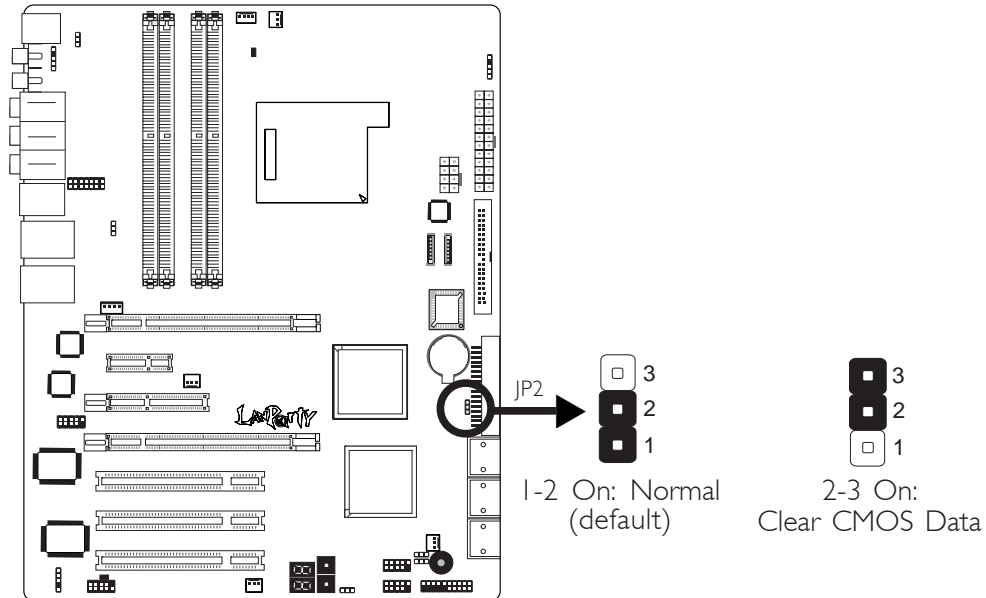 LANPARTY
JP2
3
2
1
1-2 On: Normal
(default)
3
2
1
2-3 On:
Clear CMOS Data